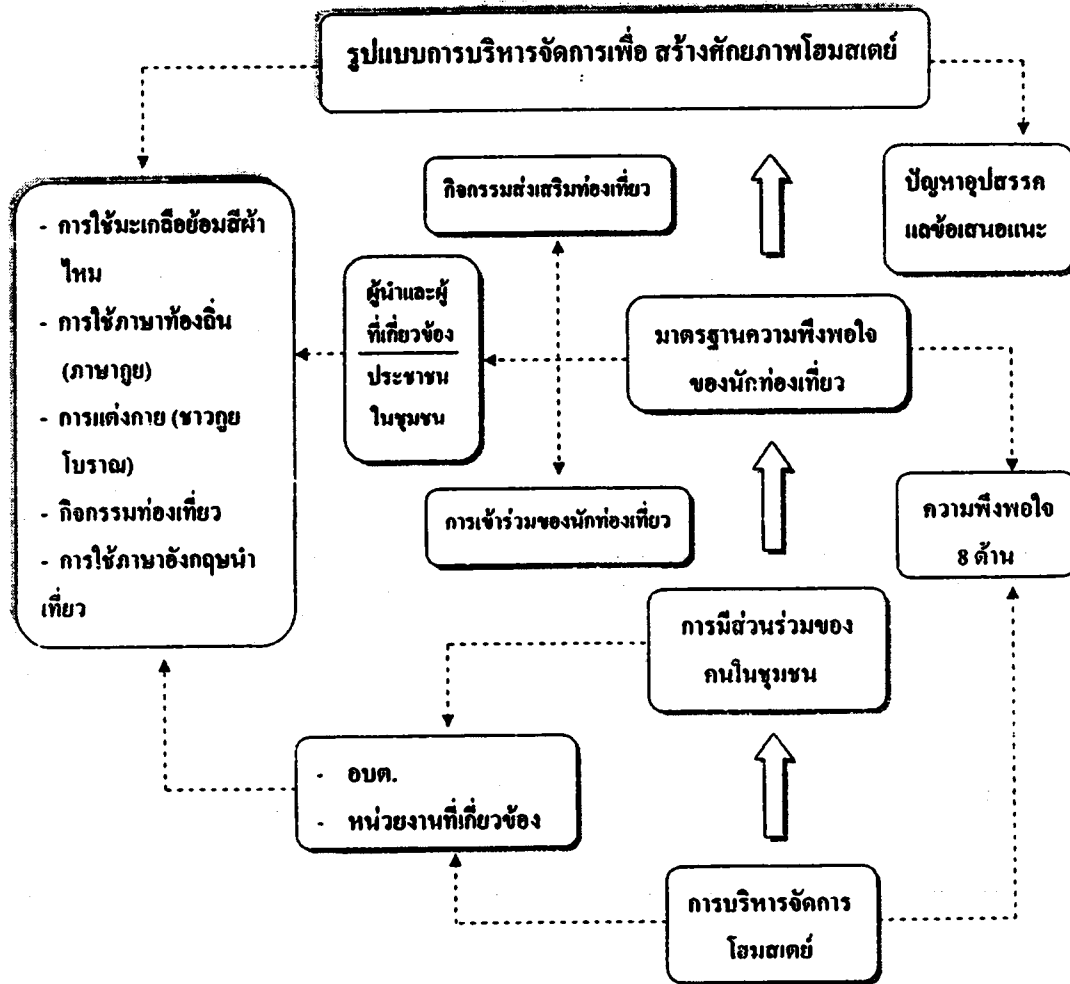 รูปแบบการบริหารจัดการเพื่อ สร้างศักยภาพโฮมสเตย์
กิจกรรมส่งเสริมท่องเที่ยว
ปัญหาอุปสรรค
แลข้อเสนอแนะ
- การใช้มะเกลือย้อมสีผ้า
ไหม
- การใช้ภาษาท้องถิ่น
(ภาษากูย)
- การแต่งกาย (ชาวกูย
โบราณ)
- กิจกรรมท่องเที่ยว
- การใช้ภาษาอังกฤษนำ
เที่ยว
ผู้นำและผู้
ที่เกี่ยวข้อง
ประชาชน
ในชุมชน
มาตรฐานความพึงพอใจ
ของนักท่องเที่ยว
การเข้าร่วมของนักท่องเที่ยว
ความพึงพอใจ
8 ด้าน
การมีส่วนร่วมของ
คนในชุมชน
- อบต.
- หน่วยงานที่เกี่ยวข้อง
การบริหารจัดการ
โฮมสเตย์